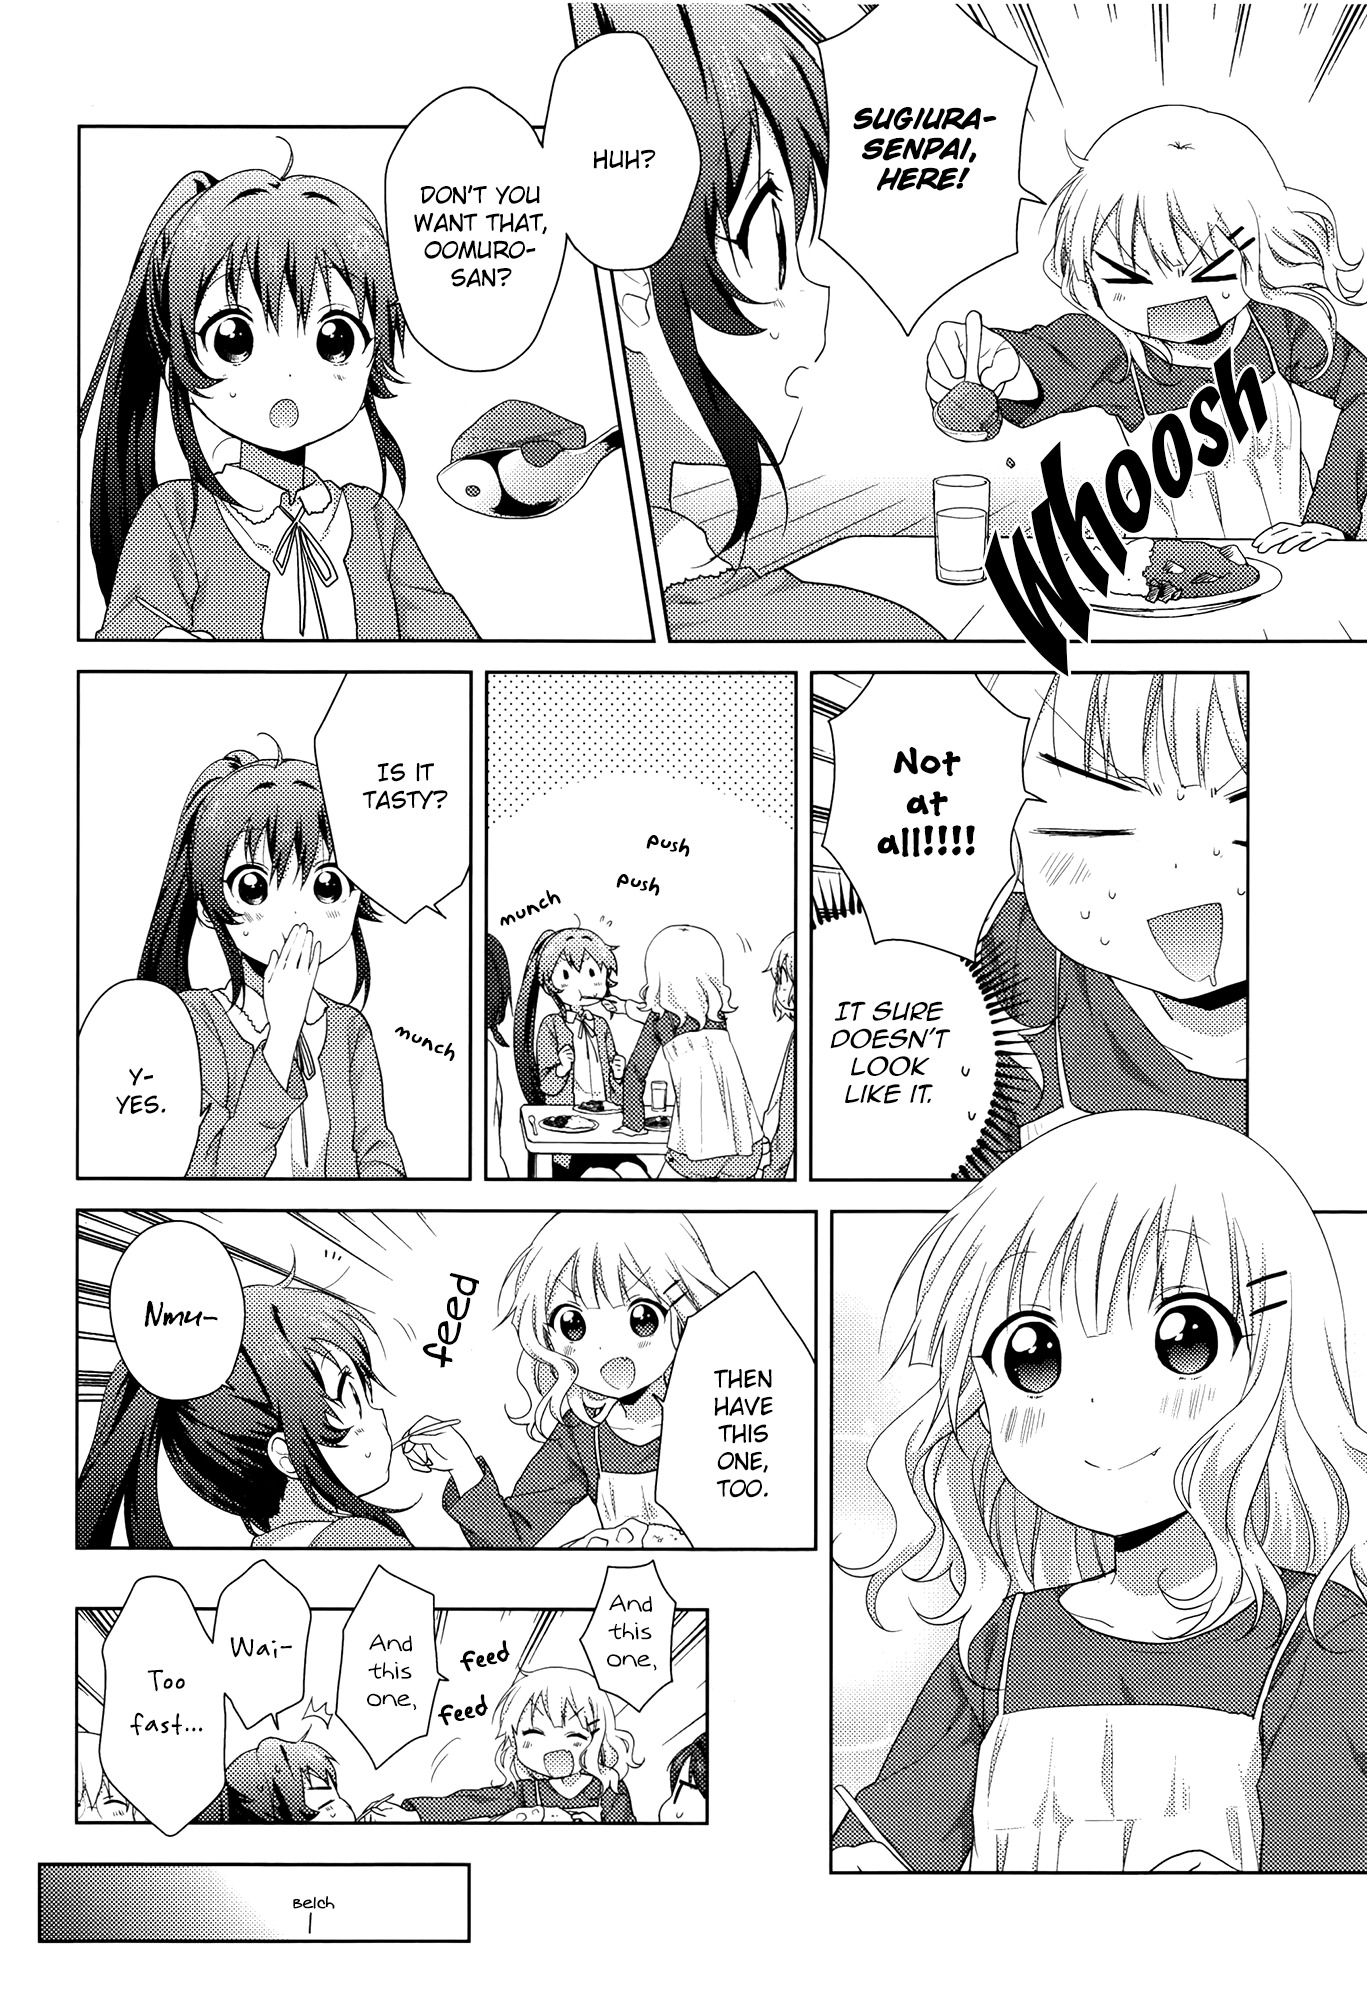 SUGIURA-
SENPAI,
HERE!
Whoosh
HUH?
DON'T YOU
WANT THAT,
OOMURO-
SAN?
Not
at
all!!!!
IT SURE
DOESN'T
LOOK
LIKE IT.
push
push
munch
IS IT
TASTY?
munch
Y-
YES.
THEN
HAVE
THIS
ONE,
TOO.
feed
Nmu-
And
this
one,
feed
feed
And
this
one,
Wai-
Too
fast...
Belch